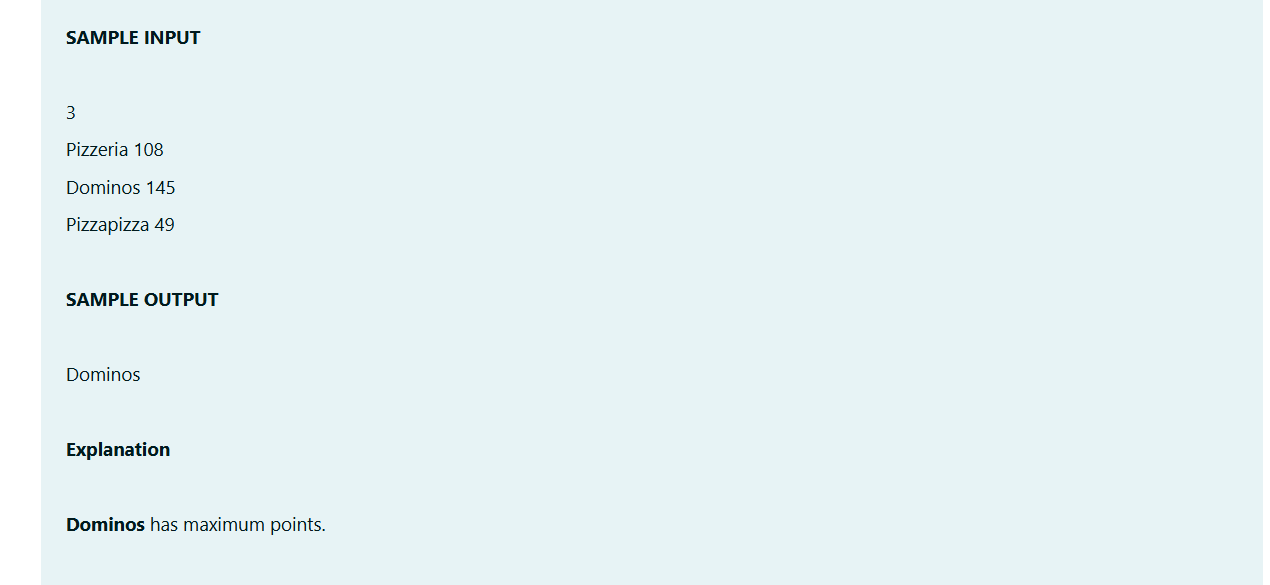 SAMPLE INPUT
3
Pizzeria 108
Dominos 145
Pizzapizza 49
SAMPLE OUTPUT
Dominos
Explanation
Dominos has maximum points.